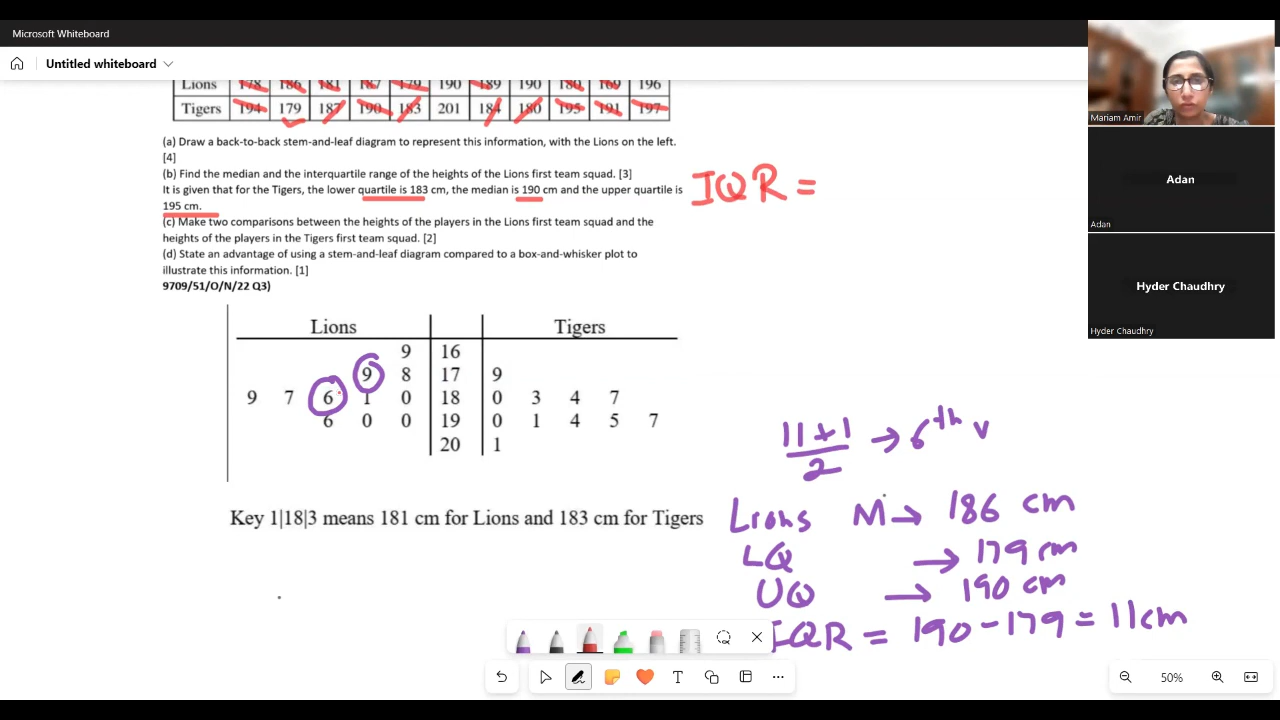 Microsoft Whiteboard
Untitled whiteboard
Lions 178 186 181 187 179 190 189 190 180 169 196
Tigers 194 179 187 190 183 201 184 180 195 191 197
(a) Draw a back-to-back stem-and-leaf diagram to represent this information, with the Lions on the left.
[4]
(b) Find the median and the interquartile range of the heights of the Lions first team squad. [3]
It is given that for the Tigers, the lower quartile is 183 cm, the median is 190 cm and the upper quartile is
195 cm.
(c) Make two comparisons between the heights of the players in the Lions first team squad and the
heights of the players in the Tigers first team squad. [2]
(d) State an advantage of using a stem-and-leaf diagram compared to a box-and-whisker plot to
illustrate this information. [1]
9709/51/O/N/22 Q3)
IQR =
Lions Tigers
9 16
9 8 17 9
9 7 6 1 0 18 0 3 4 7
6 0 0 19 0 1 4 5 7
20 1
Key 1|18|3 means 181 cm for Lions and 183 cm for Tigers
11+1
2 → 6th v
Lions M → 186 cm
LQ → 179 cm
UQ → 190 cm
IQR = 190 - 179 = 11cm
Mariam Amir
Adan
Adan
Hyder Chaudhry
Hyder Chaudhry
50%